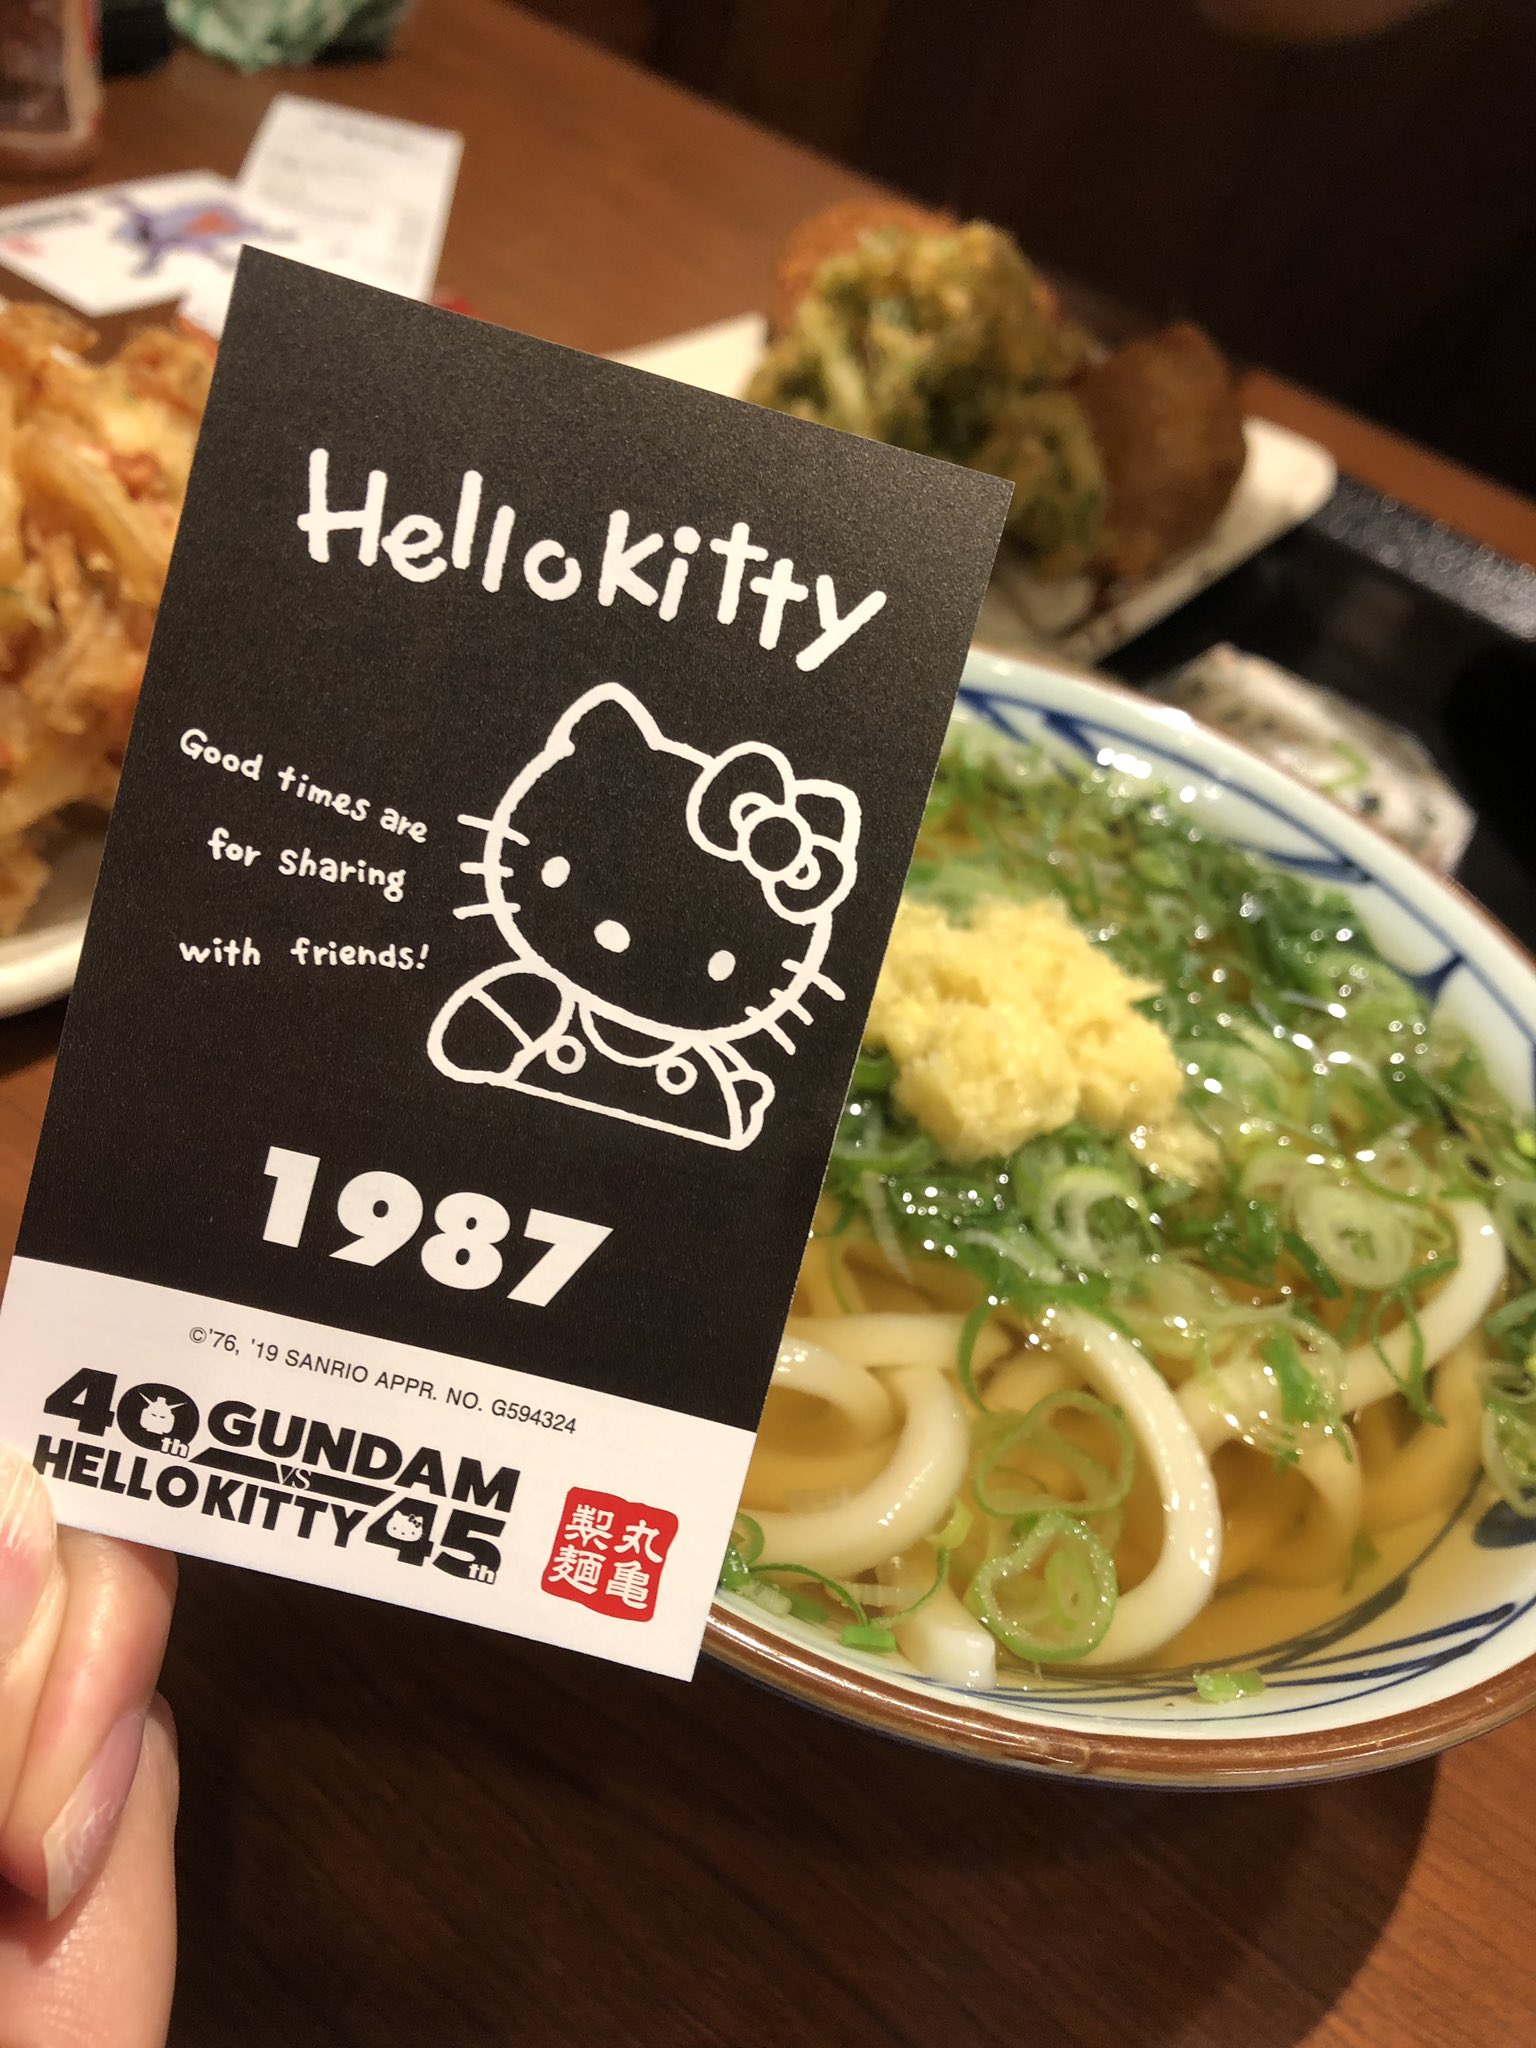 Hello Kitty
Good times are
for sharing
with friends!
1987
©'76, '19 SANRIO APPR. NO. G594324
40th GUNDAM
VS
HELLO KITTY 45th
丸亀
製麺